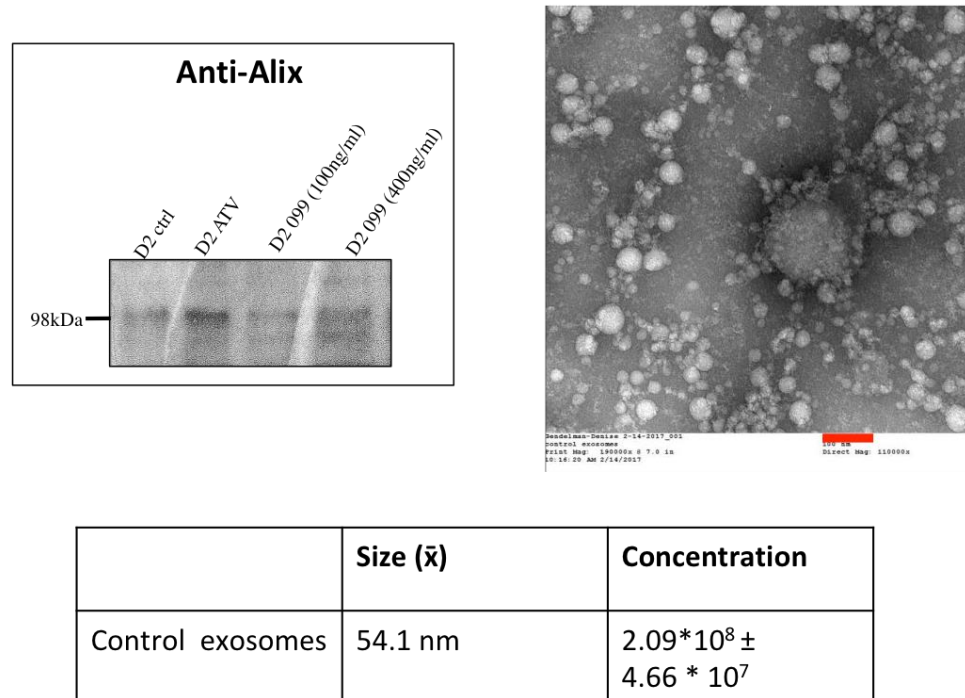 Anti-Alix
D2 ctrl
D2 ATV
D2 099 (100ng/ml)
D2 099 (400ng/ml)
98kDa
Bendelman-Denise 2-14-2017_001
control exosomes
Print Mag: 190000x @ 7.0 in
10:16:20 AM 2/14/2017
100 nm
Direct Mag: 110000x
Size (x̄)
Concentration
Control exosomes
54.1 nm
2.09*10⁸ ±
4.66 * 10⁷